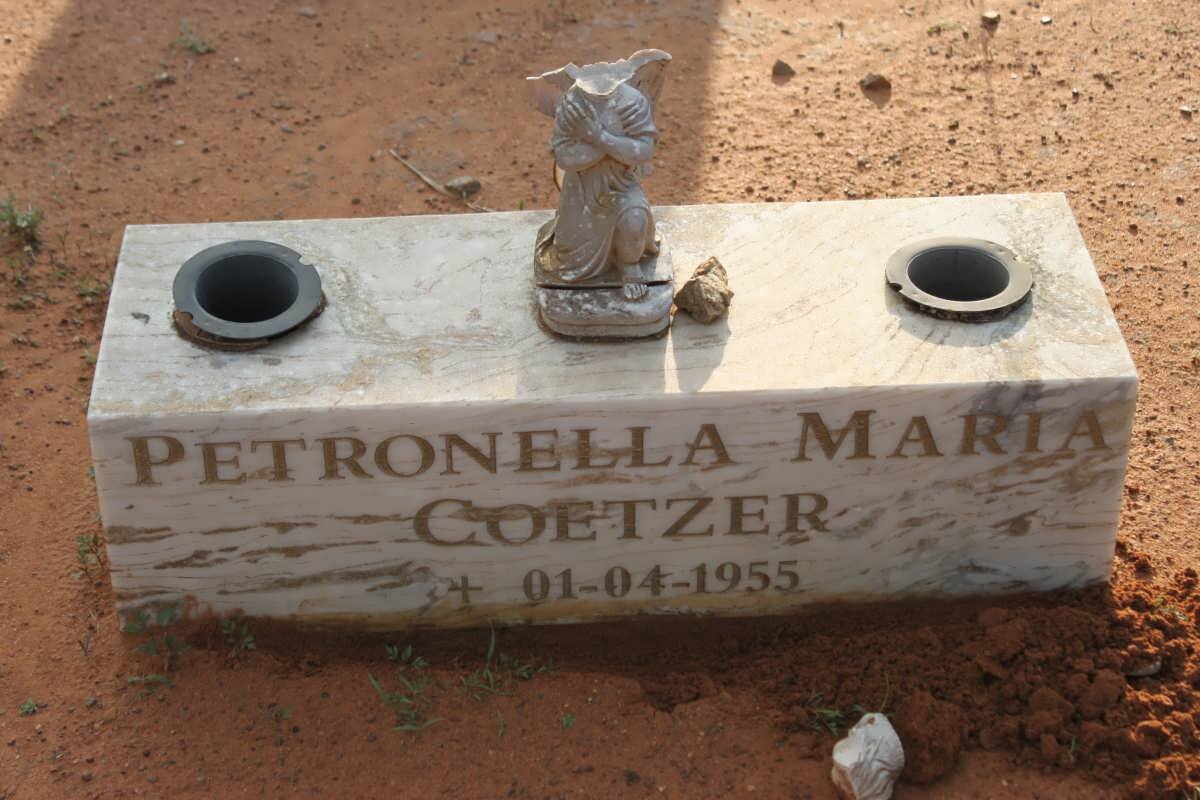 PETRONELLA MARIA
COETZER
+ 01-04-1955